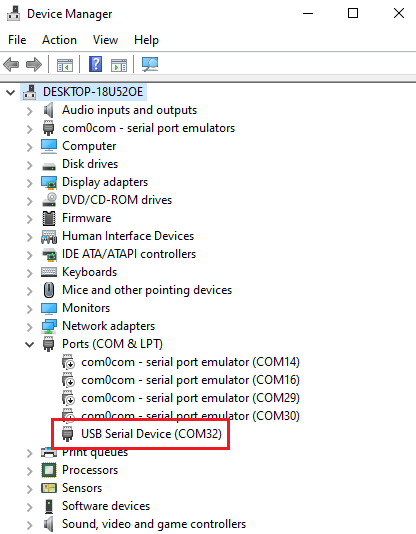 Device Manager
File Action View Help
DESKTOP-18U52OE
Audio inputs and outputs
com0com - serial port emulators
Computer
Disk drives
Display adapters
DVD/CD-ROM drives
Firmware
Human Interface Devices
IDE ATA/ATAPI controllers
Keyboards
Mice and other pointing devices
Monitors
Network adapters
Ports (COM & LPT)
com0com - serial port emulator (COM14)
com0com - serial port emulator (COM16)
com0com - serial port emulator (COM29)
com0com - serial port emulator (COM30)
USB Serial Device (COM32)
Print queues
Processors
Sensors
Software devices
Sound, video and game controllers